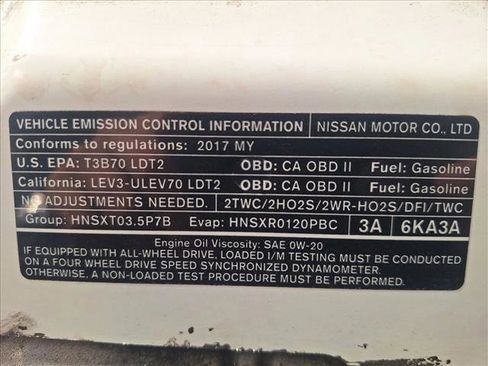 VEHICLE EMISSION CONTROL INFORMATION NISSAN MOTOR CO., LTD
Conforms to regulations: 2017 MY
U.S. EPA: T3B70 LDT2 OBD: CA OBD II Fuel: Gasoline
California: LEV3-ULEV70 LDT2 OBD: CA OBD II Fuel: Gasoline
NO ADJUSTMENTS NEEDED. 2TWC/2HO2S/2WR-HO2S/DFI/TWC
Group: HNSXT03.5P7B Evap: HNSXR0120PBC 3A 6KA3A
Engine Oil Viscosity: SAE 0W-20
IF EQUIPPED WITH ALL-WHEEL DRIVE, LOADED I/M TESTING MUST BE CONDUCTED
ON A FOUR WHEEL DRIVE SPEED SYNCHRONIZED DYNAMOMETER.
OTHERWISE A NON-LOADED TEST PROCEDURE MUST BE PERFORMED.